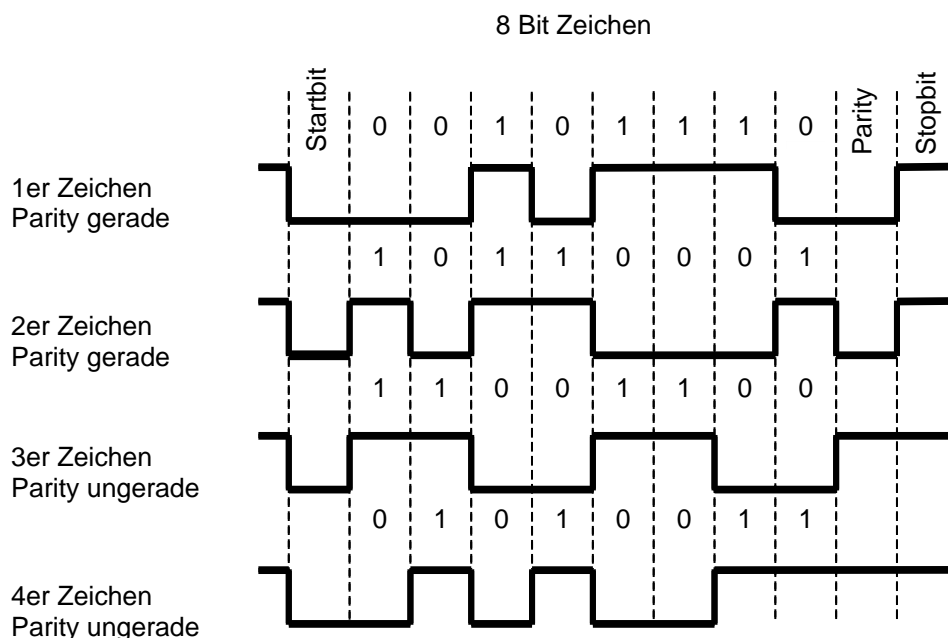 8 Bit Zeichen
Startbit 0 0 1 0 1 1 1 0 Parity Stopbit
1er Zeichen
Parity gerade
1 0 1 1 0 0 0 1
2er Zeichen
Parity gerade
1 1 0 0 1 1 0 0
3er Zeichen
Parity ungerade
0 1 0 1 0 0 1 1
4er Zeichen
Parity ungerade